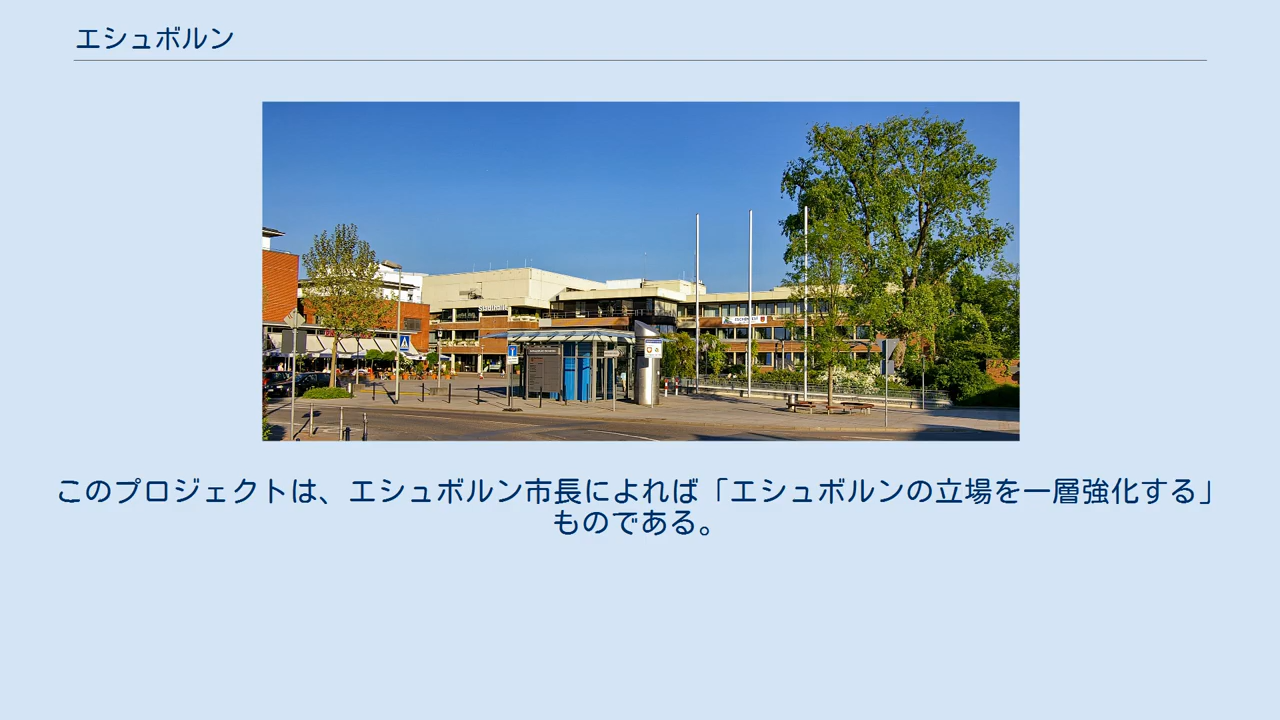 エシュボルン
Stadthalle
このプロジェクトは、エシュボルン市長によれば「エシュボルンの立場を一層強化する」
ものである。